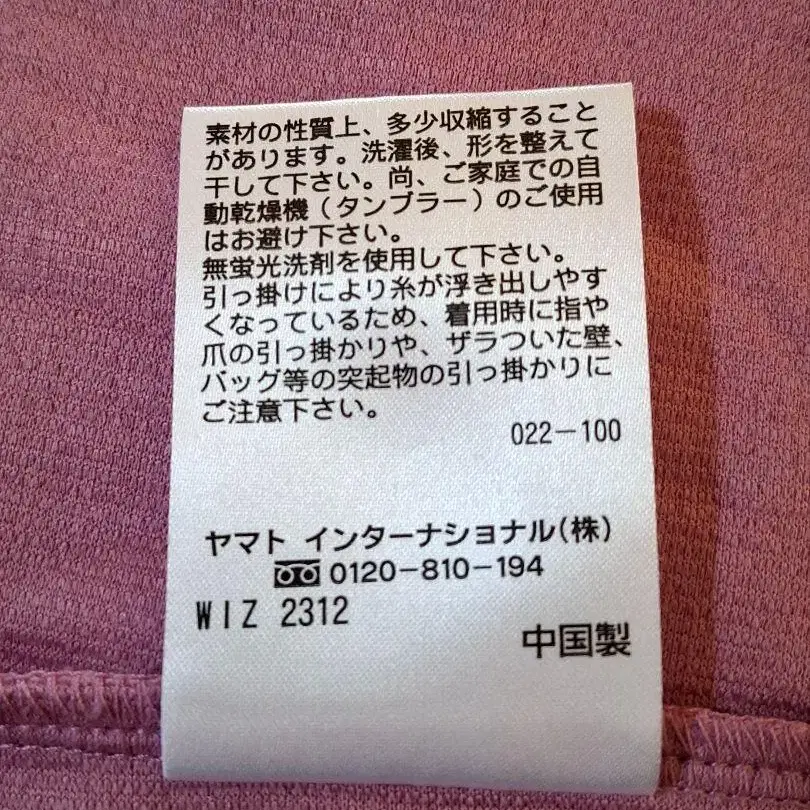 素材の性質上、多少収縮すること
があります。洗濯後、形を整えて
干して下さい。尚、ご家庭での自
動乾燥機（タンブラー）のご使用
はお避け下さい。
無蛍光洗剤を使用して下さい。
引っ掛けにより糸が浮き出しやす
くなっているため、着用時に指や
爪の引っ掛かりや、ザラついた壁、
バッグ等の突起物の引っ掛かりに
ご注意下さい。
022－100
ヤマト インターナショナル(株)
0120－810－194
WIZ 2312
中国製